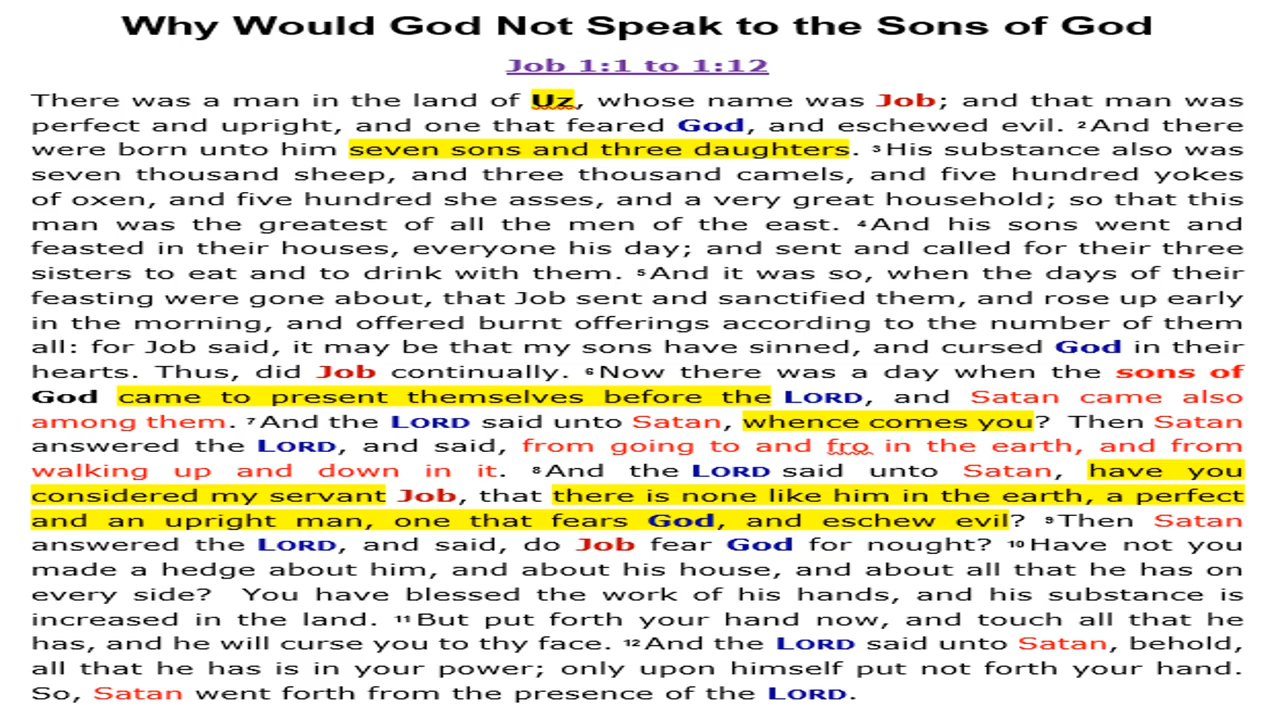 Why Would God Not Speak to the Sons of God
Job 1:1 to 1:12
There was a man in the land of Uz, whose name was Job; and that man was
perfect and upright, and one that feared God, and eschewed evil. ²And there
were born unto him seven sons and three daughters. ³His substance also was
seven thousand sheep, and three thousand camels, and five hundred yokes
of oxen, and five hundred she asses, and a very great household; so that this
man was the greatest of all the men of the east. ⁴And his sons went and
feasted in their houses, everyone his day; and sent and called for their three
sisters to eat and to drink with them. ⁵And it was so, when the days of their
feasting were gone about, that Job sent and sanctified them, and rose up early
in the morning, and offered burnt offerings according to the number of them
all: for Job said, it may be that my sons have sinned, and cursed God in their
hearts. Thus, did Job continually. ⁶Now there was a day when the sons of
God came to present themselves before the LORD, and Satan came also
among them. ⁷And the LORD said unto Satan, whence comes you? Then Satan
answered the LORD, and said, from going to and fro in the earth, and from
walking up and down in it. ⁸And the LORD said unto Satan, have you
considered my servant Job, that there is none like him in the earth, a perfect
and an upright man, one that fears God, and eschew evil? ⁹Then Satan
answered the LORD, and said, do Job fear God for nought? ¹⁰Have not you
made a hedge about him, and about his house, and about all that he has on
every side? You have blessed the work of his hands, and his substance is
increased in the land. ¹¹But put forth your hand now, and touch all that he
has, and he will curse you to thy face. ¹²And the LORD said unto Satan, behold,
all that he has is in your power; only upon himself put not forth your hand.
So, Satan went forth from the presence of the LORD.